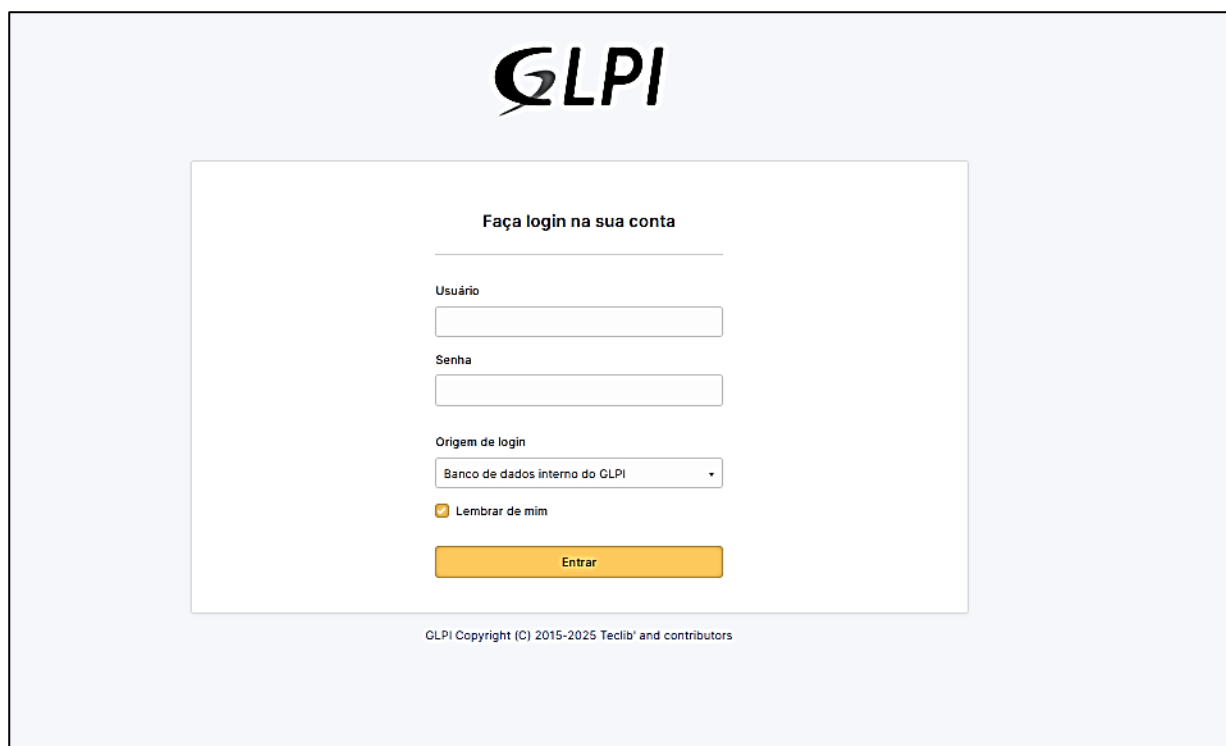 GLPI
Faça login na sua conta
Usuário
Senha
Origem de login
Banco de dados interno do GLPI
Lembrar de mim
Entrar
GLPI Copyright (C) 2015-2025 Teclib' and contributors